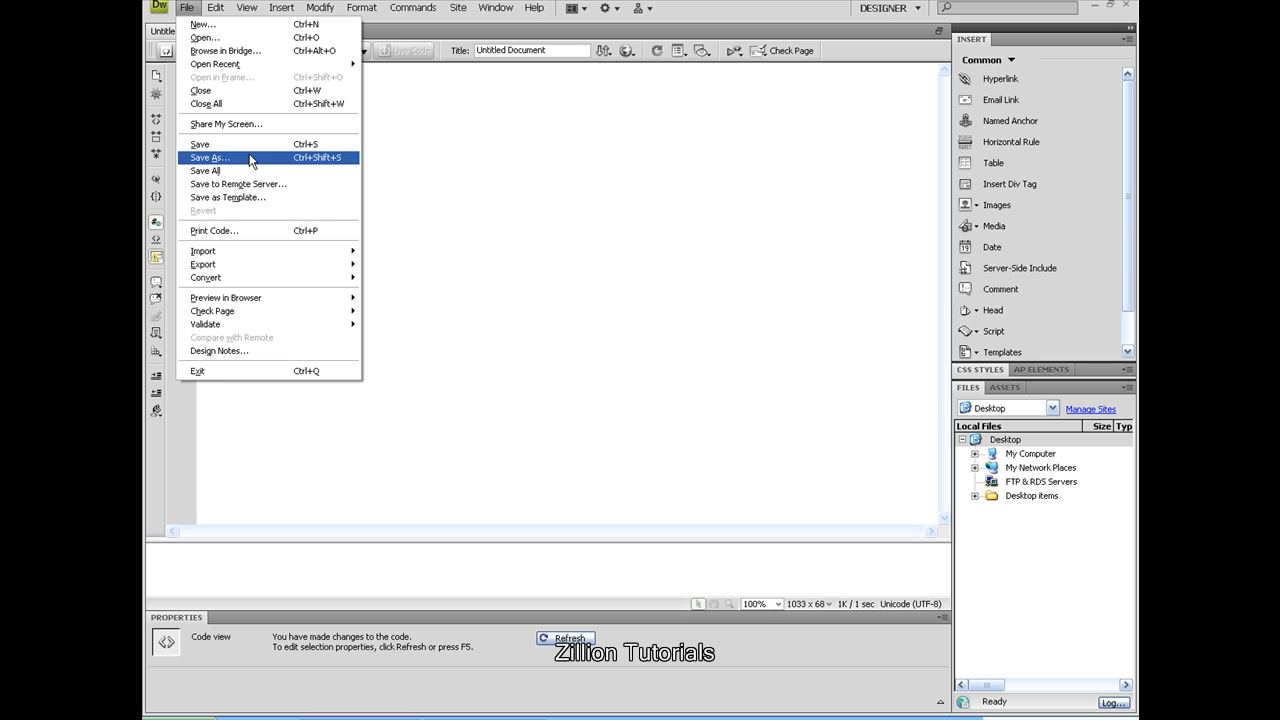 Dw File Edit View Insert Modify Format Commands Site Window Help DESIGNER
Untitle
Live Code Title: Untitled Document Check Page
New... Ctrl+N
Open... Ctrl+O
Browse in Bridge... Ctrl+Alt+O
Open Recent
Open in Frame... Ctrl+Shift+O
Close Ctrl+W
Close All Ctrl+Shift+W
Share My Screen...
Save Ctrl+S
Save As... Ctrl+Shift+S
Save All
Save to Remote Server...
Save as Template...
Revert
Print Code... Ctrl+P
Import
Export
Convert
Preview in Browser
Check Page
Validate
Compare with Remote
Design Notes...
Exit Ctrl+Q
INSERT
Common
Hyperlink
Email Link
Named Anchor
Horizontal Rule
Table
Insert Div Tag
Images
Media
Date
Server-Side Include
Comment
Head
Script
Templates
CSS STYLES AP ELEMENTS
FILES ASSETS
Desktop Manage Sites
Local Files Size Typ
Desktop
My Computer
My Network Places
FTP & RDS Servers
Desktop items
100% 1033 x 68 1K / 1 sec Unicode (UTF-8)
PROPERTIES
Code view You have made changes to the code. Refresh
To edit selection properties, click Refresh or press F5.
Zillion Tutorials
Ready Log...